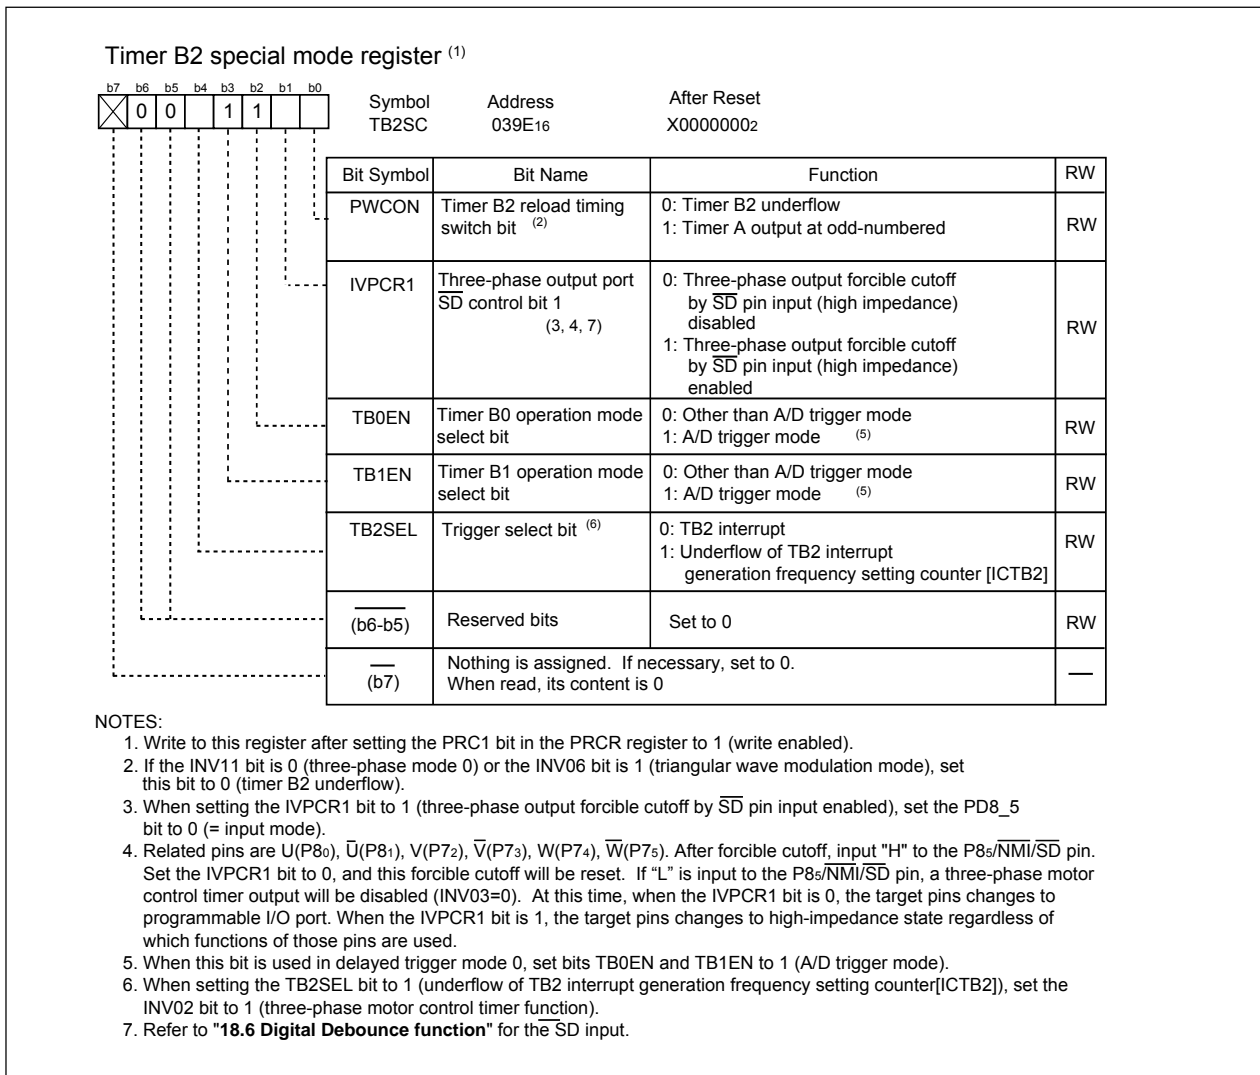 Timer B2 special mode register (1)
b7 b6 b5 b4 b3 b2 b1 b0
0 0 1 1
Symbol Address After Reset
TB2SC 039E16 X00000002
Bit Symbol Bit Name Function RW
PWCON Timer B2 reload timing switch bit (2)
0: Timer B2 underflow
1: Timer A output at odd-numbered
RW
IVPCR1 Three-phase output port
SD control bit 1
(3, 4, 7)
0: Three-phase output forcible cutoff
by SD pin input (high impedance)
disabled
1: Three-phase output forcible cutoff
by SD pin input (high impedance)
enabled
RW
TB0EN Timer B0 operation mode
select bit
0: Other than A/D trigger mode
1: A/D trigger mode (5)
RW
TB1EN Timer B1 operation mode
select bit
0: Other than A/D trigger mode
1: A/D trigger mode (5)
RW
TB2SEL Trigger select bit (6)
0: TB2 interrupt
1: Underflow of TB2 interrupt
generation frequency setting counter [ICTB2]
RW
(b6-b5) Reserved bits Set to 0 RW
(b7) Nothing is assigned. If necessary, set to 0.
When read, its content is 0
—
NOTES:
1. Write to this register after setting the PRC1 bit in the PRCR register to 1 (write enabled).
2. If the INV11 bit is 0 (three-phase mode 0) or the INV06 bit is 1 (triangular wave modulation mode), set
this bit to 0 (timer B2 underflow).
3. When setting the IVPCR1 bit to 1 (three-phase output forcible cutoff by SD pin input enabled), set the PD8_5
bit to 0 (= input mode).
4. Related pins are U(P80), U̅(P81), V(P72), V̅(P73), W(P74), W̅(P75). After forcible cutoff, input "H" to the P85/NMI/SD pin.
Set the IVPCR1 bit to 0, and this forcible cutoff will be reset. If “L” is input to the P85/NMI/SD pin, a three-phase motor
control timer output will be disabled (INV03=0). At this time, when the IVPCR1 bit is 0, the target pins changes to
programmable I/O port. When the IVPCR1 bit is 1, the target pins changes to high-impedance state regardless of
which functions of those pins are used.
5. When this bit is used in delayed trigger mode 0, set bits TB0EN and TB1EN to 1 (A/D trigger mode).
6. When setting the TB2SEL bit to 1 (underflow of TB2 interrupt generation frequency setting counter[ICTB2]), set the
INV02 bit to 1 (three-phase motor control timer function).
7. Refer to "18.6 Digital Debounce function" for the SD input.